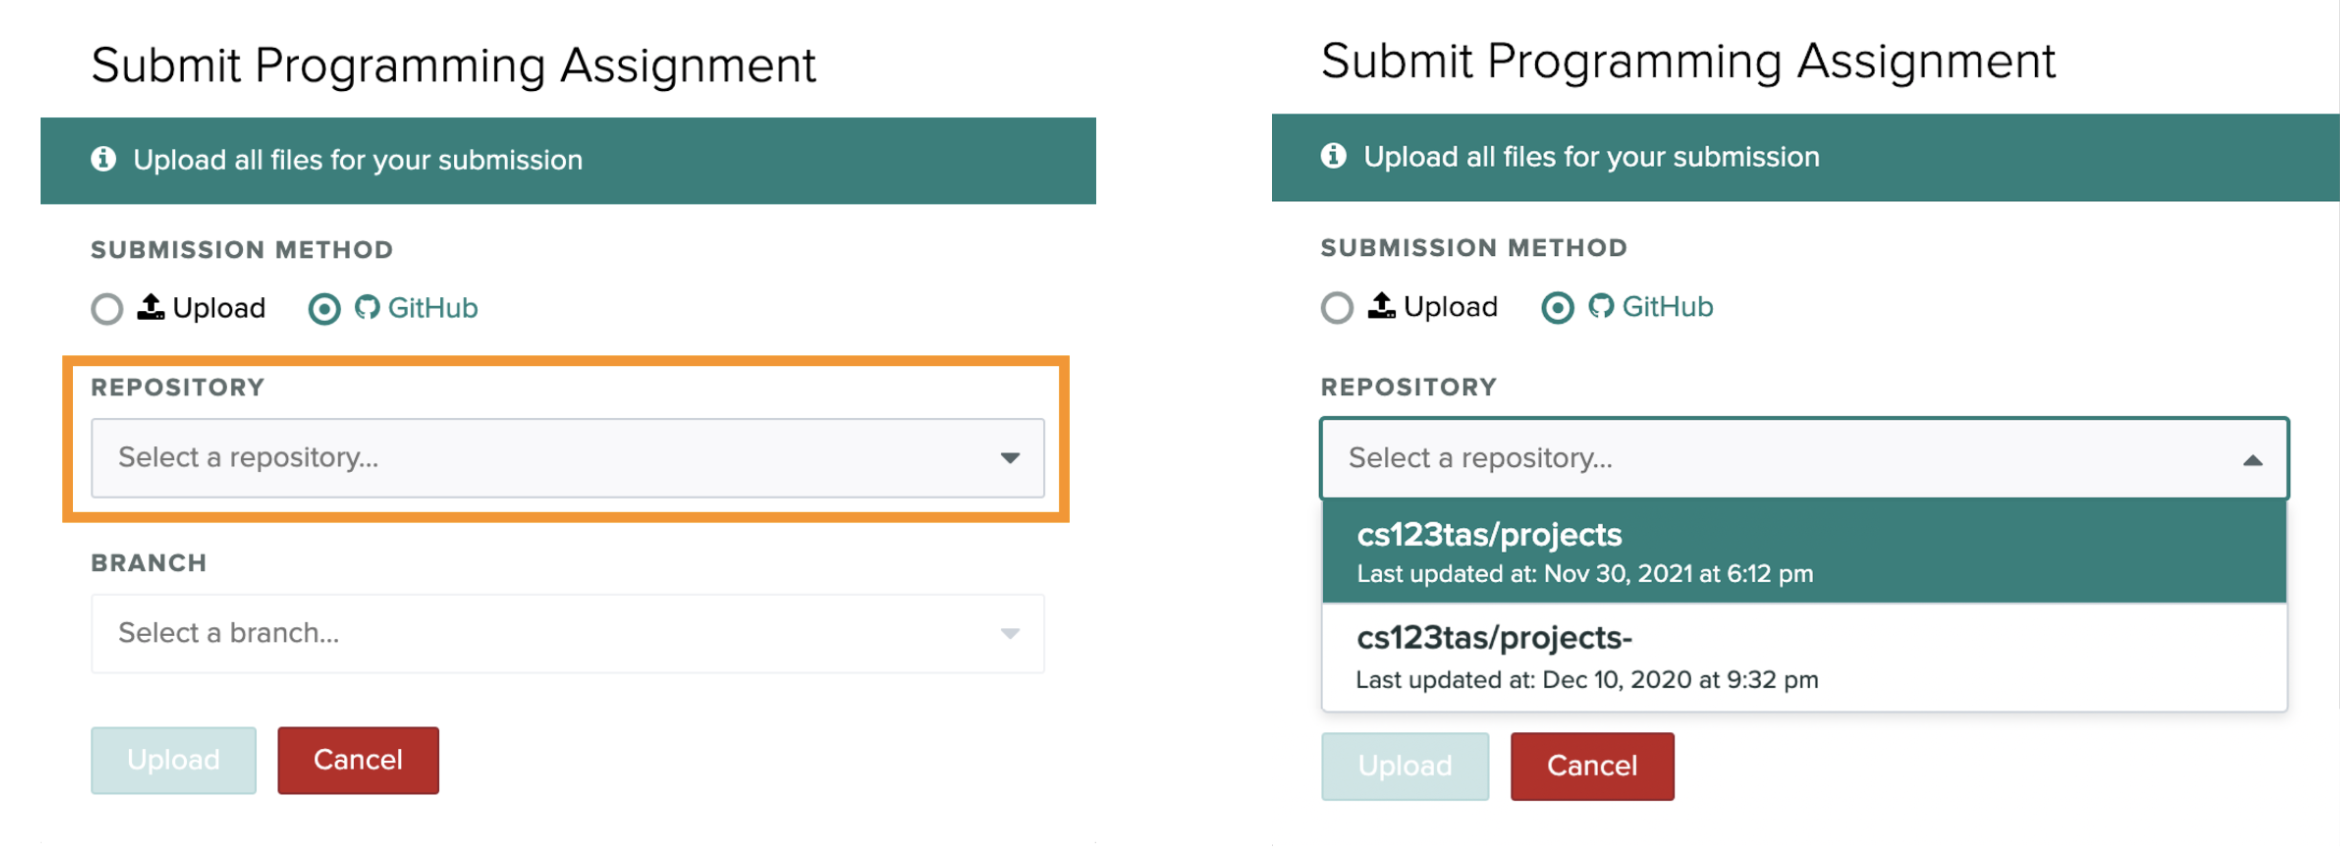 Submit Programming Assignment
Upload all files for your submission
SUBMISSION METHOD
Upload GitHub
REPOSITORY
Select a repository...
BRANCH
Select a branch...
Upload Cancel
Submit Programming Assignment
Upload all files for your submission
SUBMISSION METHOD
Upload GitHub
REPOSITORY
Select a repository...
cs123tas/projects
Last updated at: Nov 30, 2021 at 6:12 pm
cs123tas/projects-
Last updated at: Dec 10, 2020 at 9:32 pm
Upload Cancel